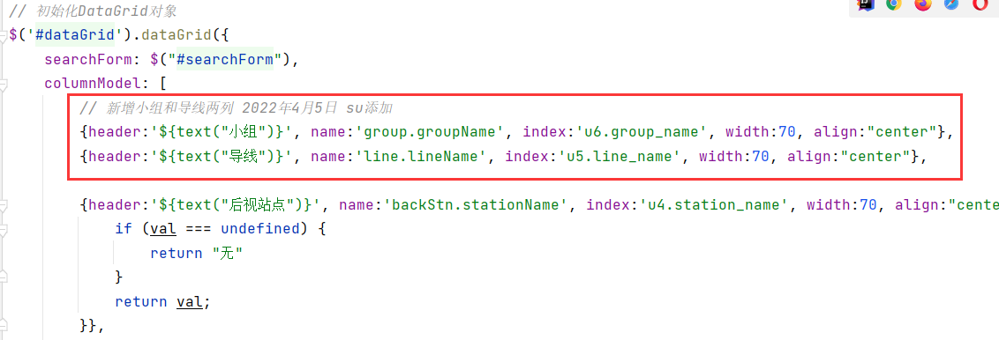 // 初始化DataGrid对象
$('#dataGrid').dataGrid({
searchForm: $("#searchForm"),
columnModel: [
// 新增小组和导线两列 2022年4月5日 su添加
{header:'${text("小组")}', name:'group.groupName', index:'u6.group_name', width:70, align:"center"},
{header:'${text("导线")}', name:'line.lineName', index:'u5.line_name', width:70, align:"center"},
{header:'${text("后视站点")}', name:'backStn.stationName', index:'u4.station_name', width:70, align:"cente
if (val === undefined) {
return "无"
}
return val;
}},